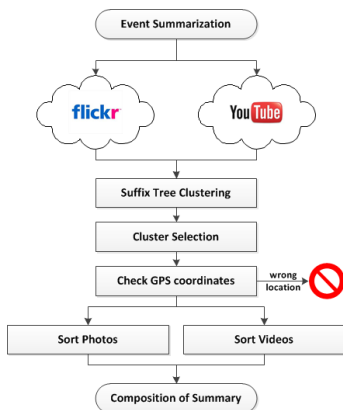 Event Summarization
flickr
YouTube
Suffix Tree Clustering
Cluster Selection
Check GPS coordinates
wrong
location
Sort Photos
Sort Videos
Composition of Summary